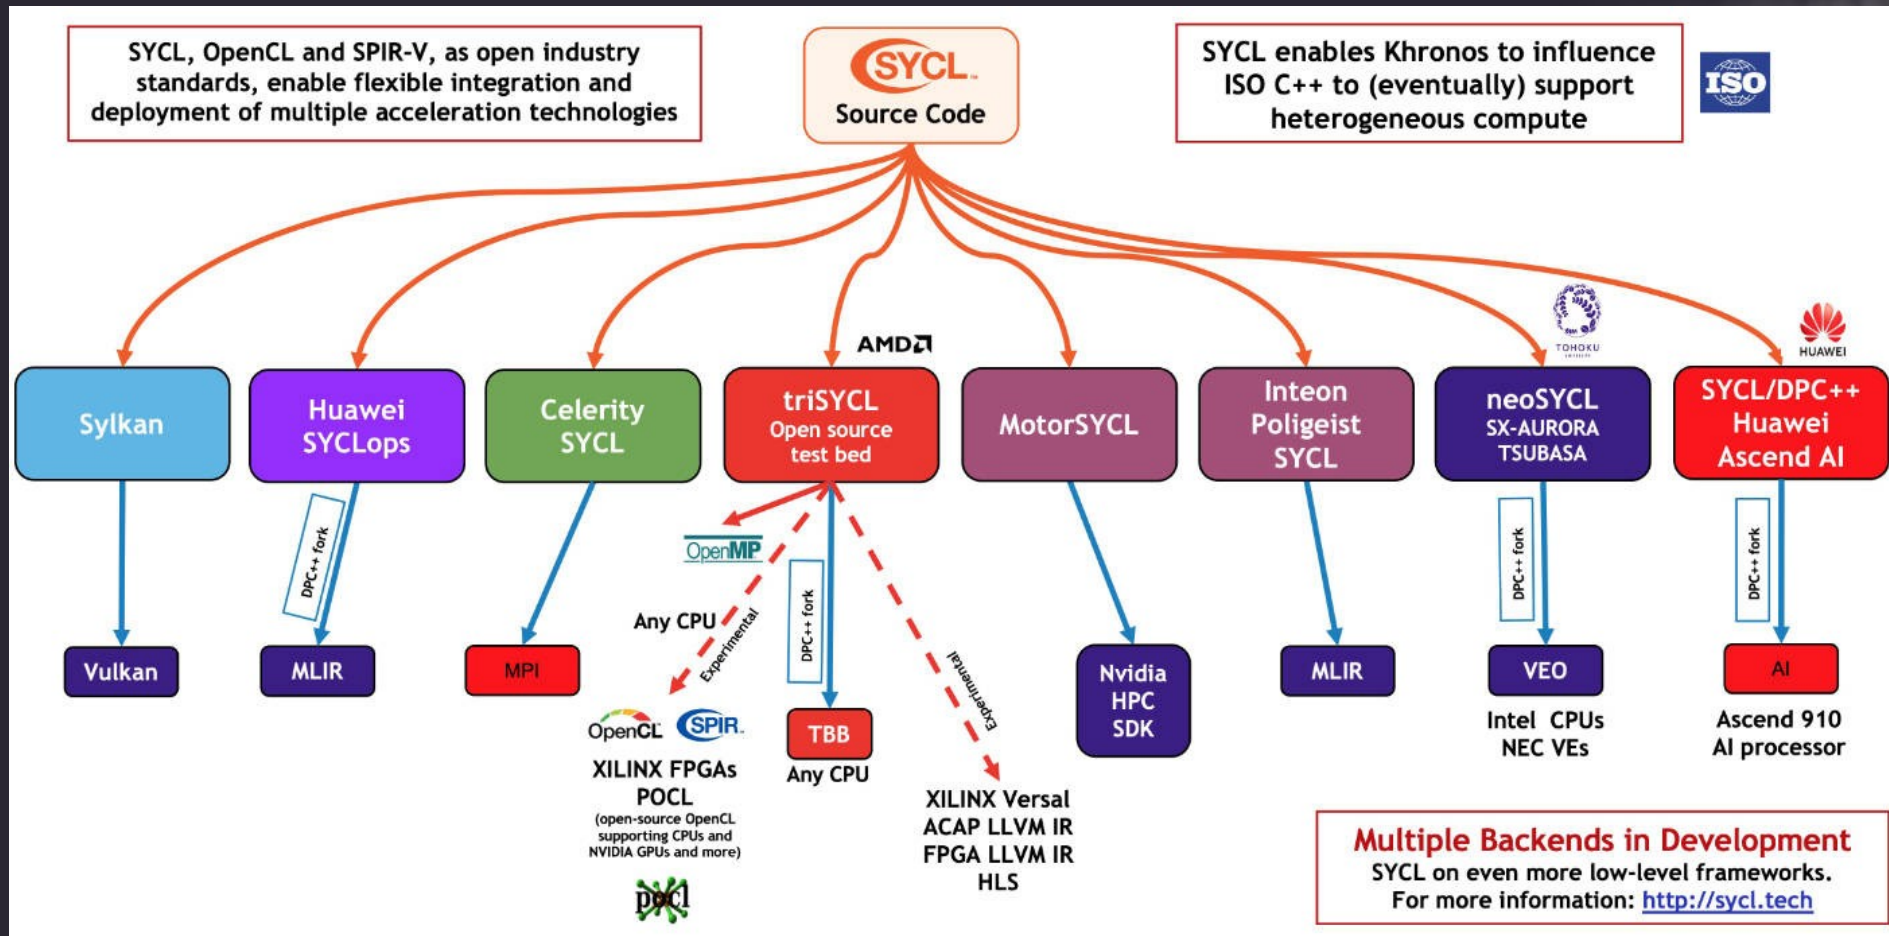 SYCL, OpenCL and SPIR-V, as open industry
standards, enable flexible integration and
deployment of multiple acceleration technologies
SYCL™
Source Code
SYCL enables Khronos to influence
ISO C++ to (eventually) support
heterogeneous compute
ISO
AMD
TOHOKU
HUAWEI
Sylkan
Huawei
SYCLops
Celerity
SYCL
triSYCL
Open source
test bed
MotorSYCL
Inteon
Poligeist
SYCL
neoSYCL
SX-AURORA
TSUBASA
SYCL/DPC++
Huawei
Ascend AI
DPC++ fork
OpenMP
Any CPU
Experimental
DPC++ fork
Experimental
DPC++ fork
DPC++ fork
Vulkan
MLIR
MPI
OpenCL
SPIR™
XILINX FPGAs
POCL
(open-source OpenCL
supporting CPUs and
NVIDIA GPUs and more)
pocl
TBB
Any CPU
XILINX Versal
ACAP LLVM IR
FPGA LLVM IR
HLS
Nvidia
HPC
SDK
MLIR
VEO
Intel CPUs
NEC VEs
AI
Ascend 910
AI processor
Multiple Backends in Development
SYCL on even more low-level frameworks.
For more information: http://sycl.tech